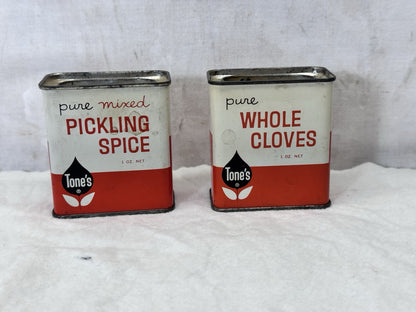 pure mixed
PICKLING
SPICE
1 OZ. NET
Tone's
®
pure
WHOLE
CLOVES
1 OZ. NET
Tone's
®